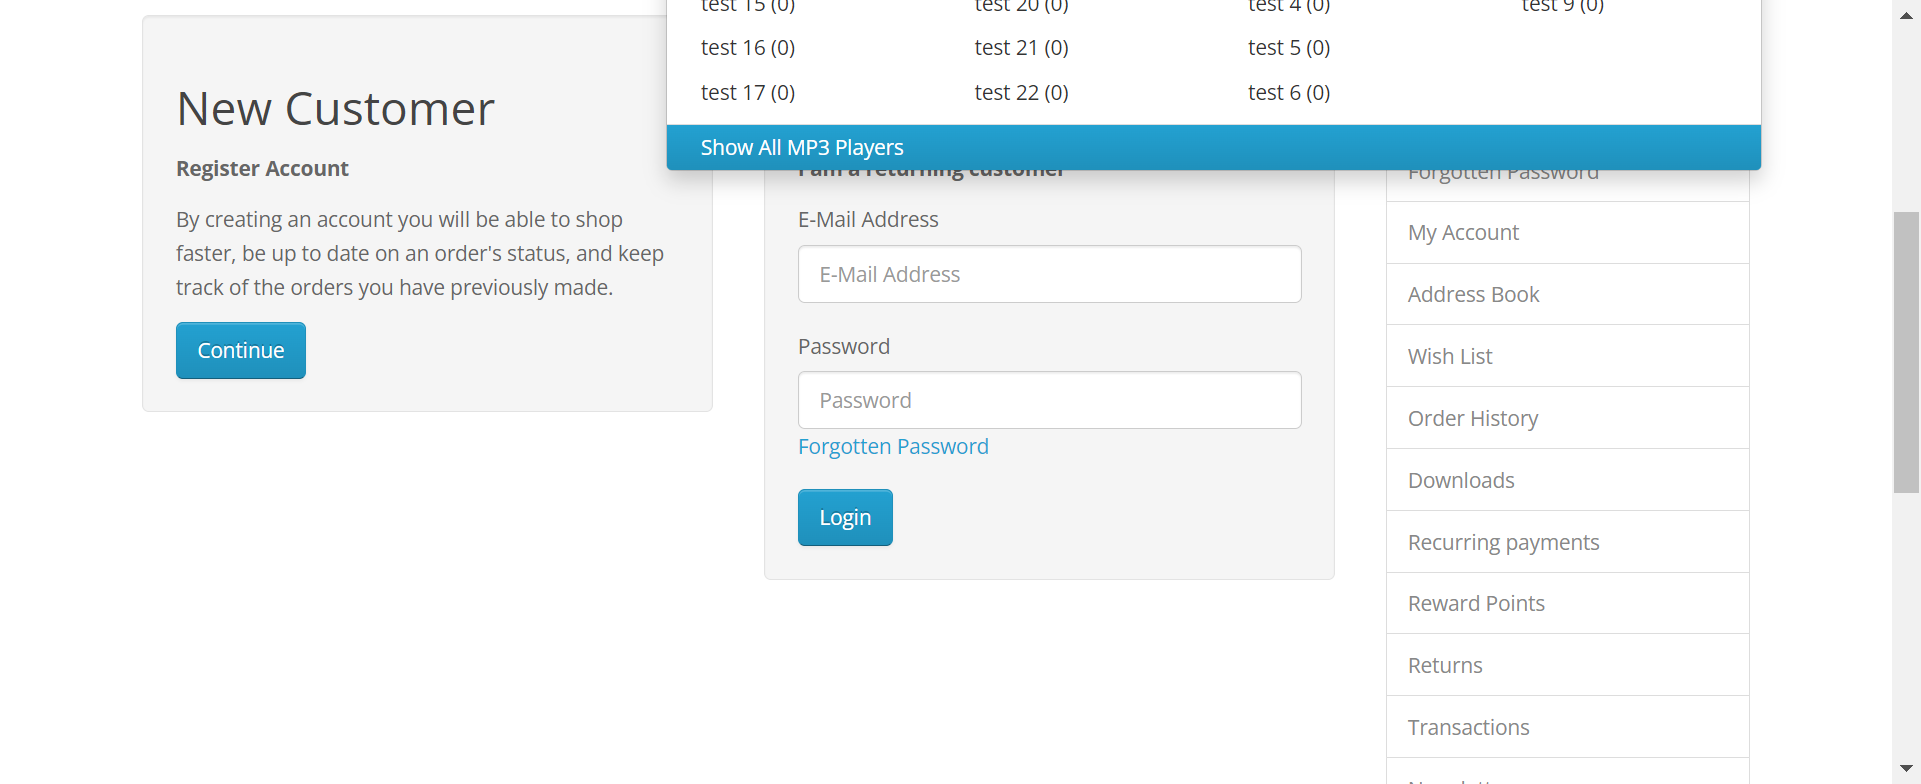 test 15 (0)
test 20 (0)
test 4 (0)
test 9 (0)
test 16 (0)
test 21 (0)
test 5 (0)
test 17 (0)
test 22 (0)
test 6 (0)
Show All MP3 Players
New Customer
Register Account
By creating an account you will be able to shop
faster, be up to date on an order's status, and keep
track of the orders you have previously made.
Continue
I am a returning customer
E-Mail Address
E-Mail Address
Password
Password
Forgotten Password
Login
Forgotten Password
My Account
Address Book
Wish List
Order History
Downloads
Recurring payments
Reward Points
Returns
Transactions